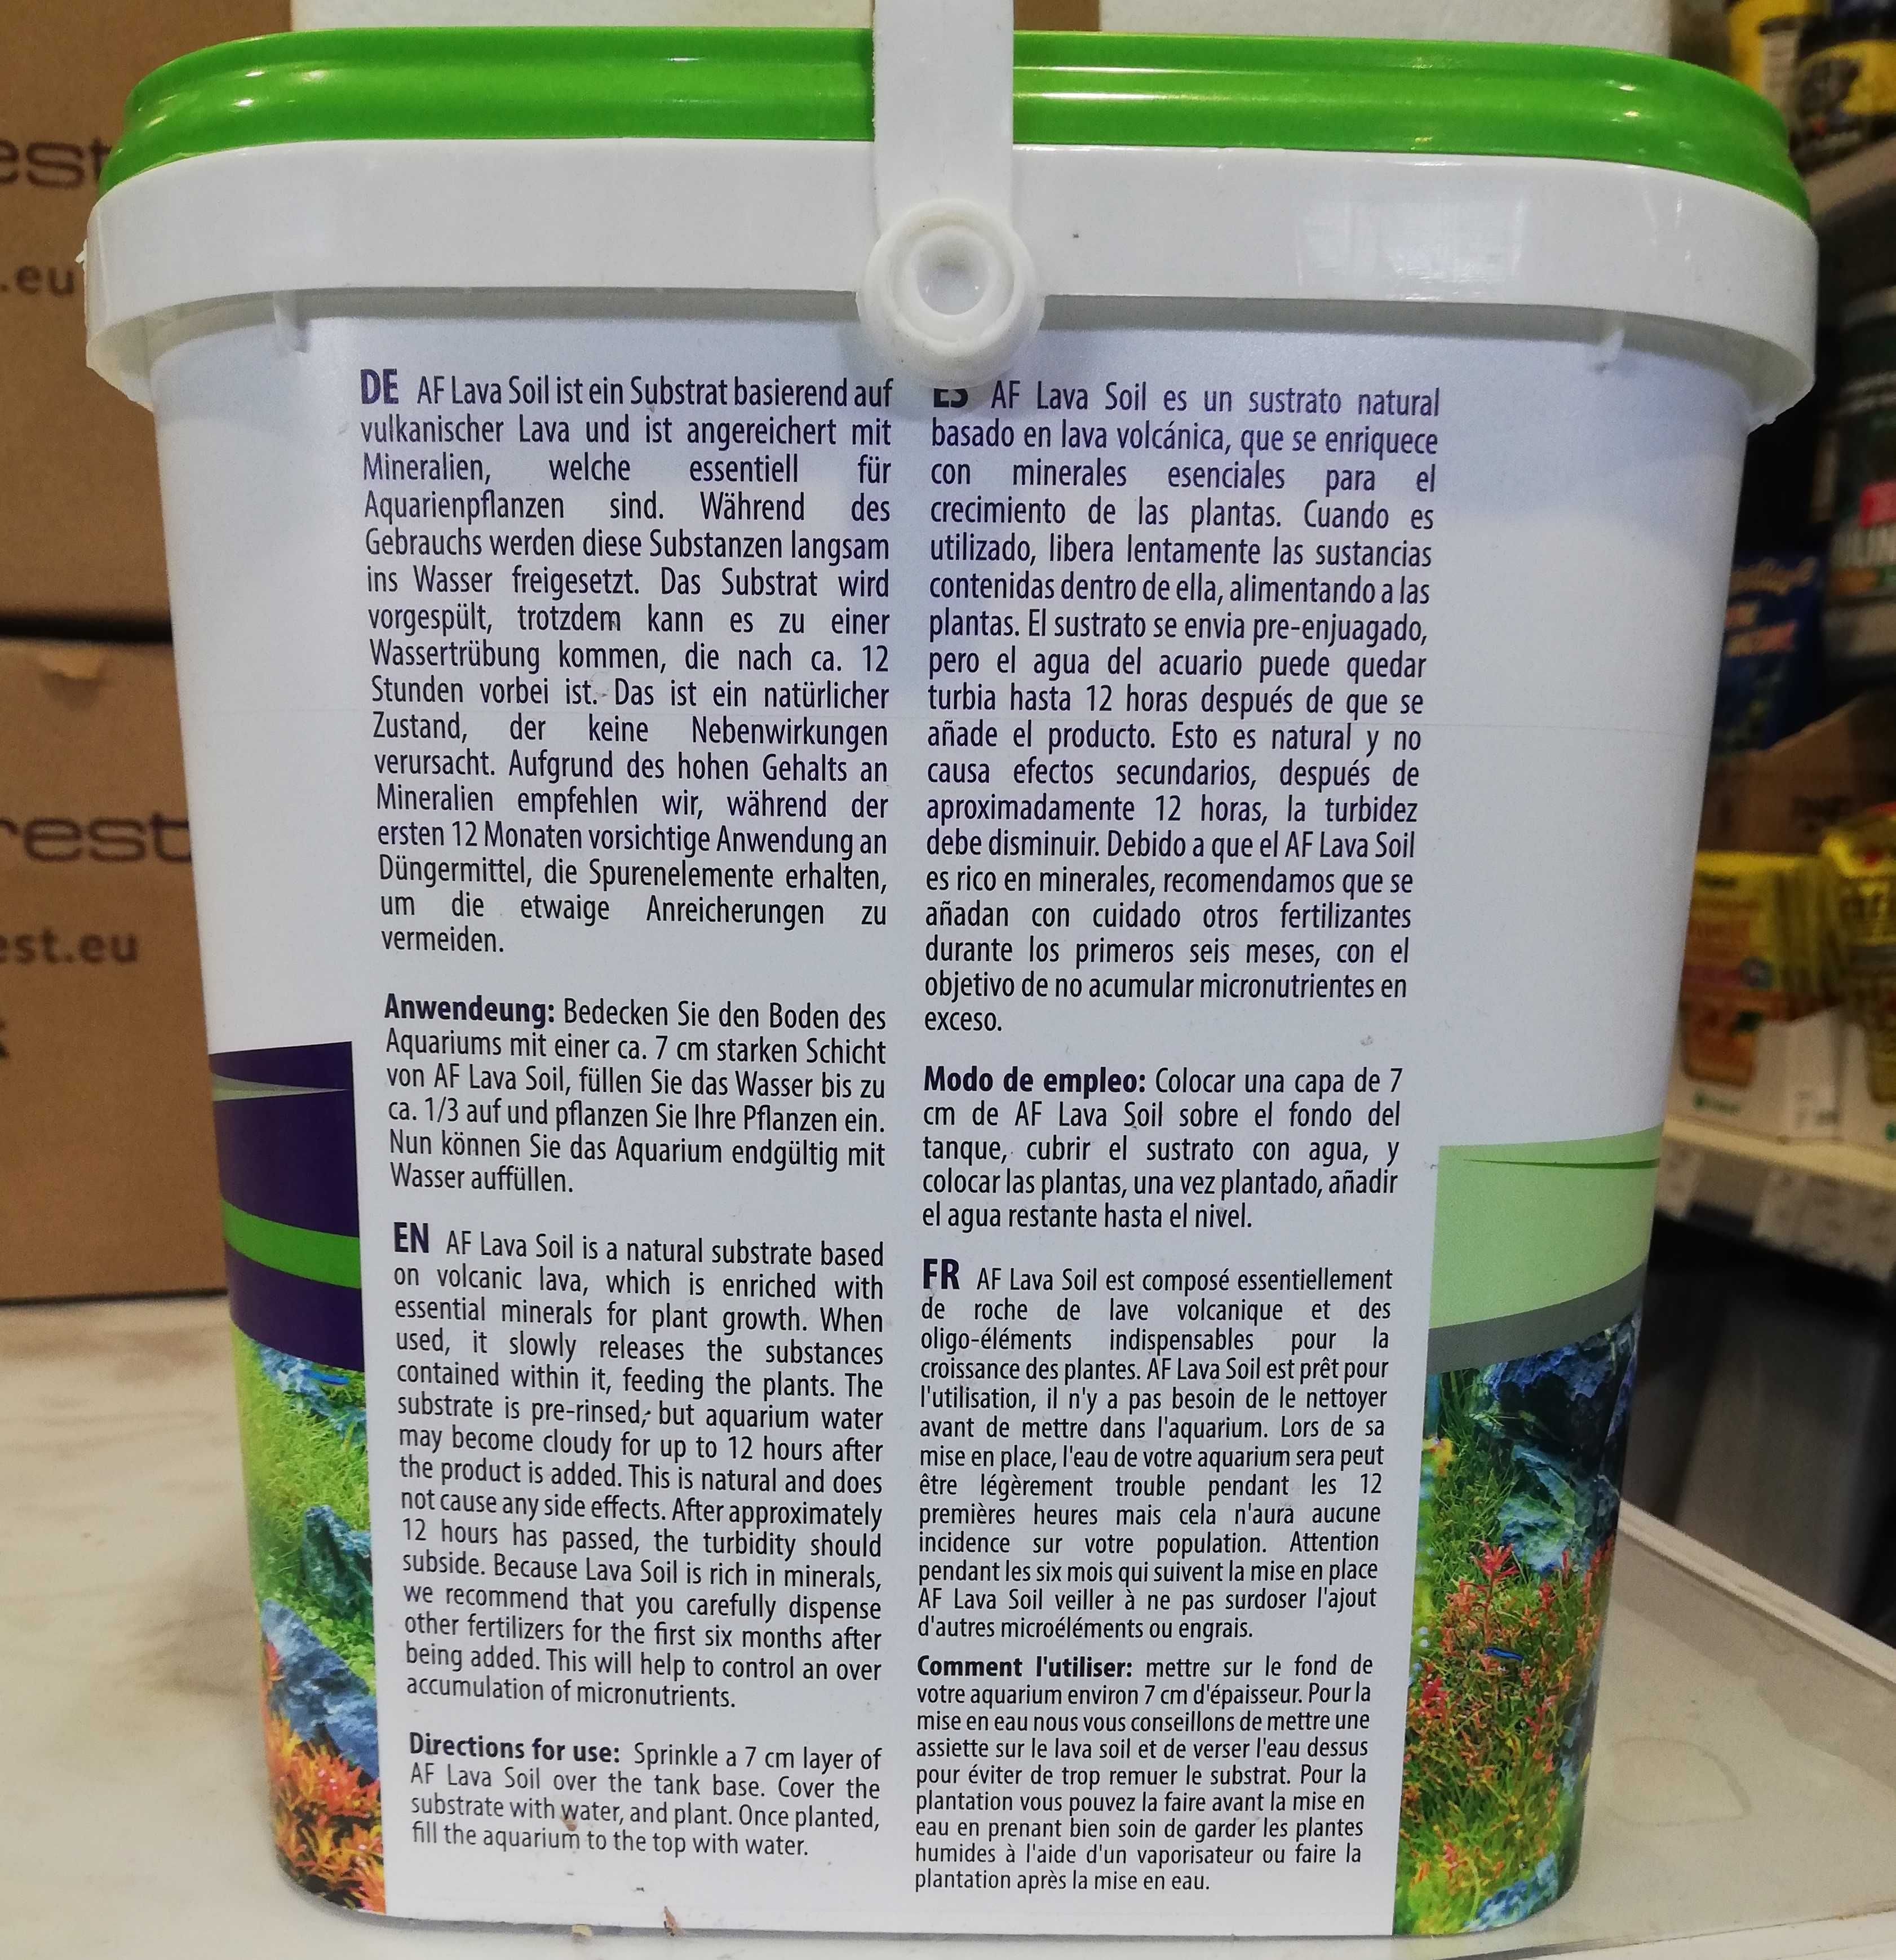 est
.eu
rest
est.eu
DE AF Lava Soil ist ein Substrat basierend auf
vulkanischer Lava und ist angereichert mit
Mineralien, welche essentiell für
Aquarienpflanzen sind. Während des
Gebrauchs werden diese Substanzen langsam
ins Wasser freigesetzt. Das Substrat wird
vorgespült, trotzdem kann es zu einer
Wassertrübung kommen, die nach ca. 12
Stunden vorbei ist. Das ist ein natürlicher
Zustand, der keine Nebenwirkungen
verursacht. Aufgrund des hohen Gehalts an
Mineralien empfehlen wir, während der
ersten 12 Monaten vorsichtige Anwendung an
Düngermittel, die Spurenelemente erhalten,
um die etwaige Anreicherungen zu
vermeiden.
Anwendeung: Bedecken Sie den Boden des
Aquariums mit einer ca. 7 cm starken Schicht
von AF Lava Soil, füllen Sie das Wasser bis zu
ca. 1/3 auf und pflanzen Sie Ihre Pflanzen ein.
Nun können Sie das Aquarium endgültig mit
Wasser auffüllen.
EN AF Lava Soil is a natural substrate based
on volcanic lava, which is enriched with
essential minerals for plant growth. When
used, it slowly releases the substances
contained within it, feeding the plants. The
substrate is pre-rinsed, but aquarium water
may become cloudy for up to 12 hours after
the product is added. This is natural and does
not cause any side effects. After approximately
12 hours has passed, the turbidity should
subside. Because Lava Soil is rich in minerals,
we recommend that you carefully dispense
other fertilizers for the first six months after
being added. This will help to control an over
accumulation of micronutrients.
Directions for use: Sprinkle a 7 cm layer of
AF Lava Soil over the tank base. Cover the
substrate with water, and plant. Once planted,
fill the aquarium to the top with water.
ES AF Lava Soil es un sustrato natural
basado en lava volcánica, que se enriquece
con minerales esenciales para el
crecimiento de las plantas. Cuando es
utilizado, libera lentamente las sustancias
contenidas dentro de ella, alimentando a las
plantas. El sustrato se envia pre-enjuagado,
pero el agua del acuario puede quedar
turbia hasta 12 horas después de que se
añade el producto. Esto es natural y no
causa efectos secundarios, después de
aproximadamente 12 horas, la turbidez
debe disminuir. Debido a que el AF Lava Soil
es rico en minerales, recomendamos que se
añadan con cuidado otros fertilizantes
durante los primeros seis meses, con el
objetivo de no acumular micronutrientes en
exceso.
Modo de empleo: Colocar una capa de 7
cm de AF Lava Soil sobre el fondo del
tanque, cubrir el sustrato con agua, y
colocar las plantas, una vez plantado, añadir
el agua restante hasta el nivel.
FR AF Lava Soil est composé essentiellement
de roche de lave volcanique et des
oligo-éléments indispensables pour la
croissance des plantes. AF Lava Soil est prêt pour
l'utilisation, il n'y a pas besoin de le nettoyer
avant de mettre dans l'aquarium. Lors de sa
mise en place, l'eau de votre aquarium sera peut
être légèrement trouble pendant les 12
premières heures mais cela n'aura aucune
incidence sur votre population. Attention
pendant les six mois qui suivent la mise en place
AF Lava Soil veiller à ne pas surdoser l'ajout
d'autres microéléments ou engrais.
Comment l'utiliser: mettre sur le fond de
votre aquarium environ 7 cm d'épaisseur. Pour la
mise en eau nous vous conseillons de mettre une
assiette sur le lava soil et de verser l'eau dessus
pour éviter de trop remuer le substrat. Pour la
plantation vous pouvez la faire avant la mise en
eau en prenant bien soin de garder les plantes
humides à l'aide d'un vaporisateur ou faire la
plantation après la mise en eau.